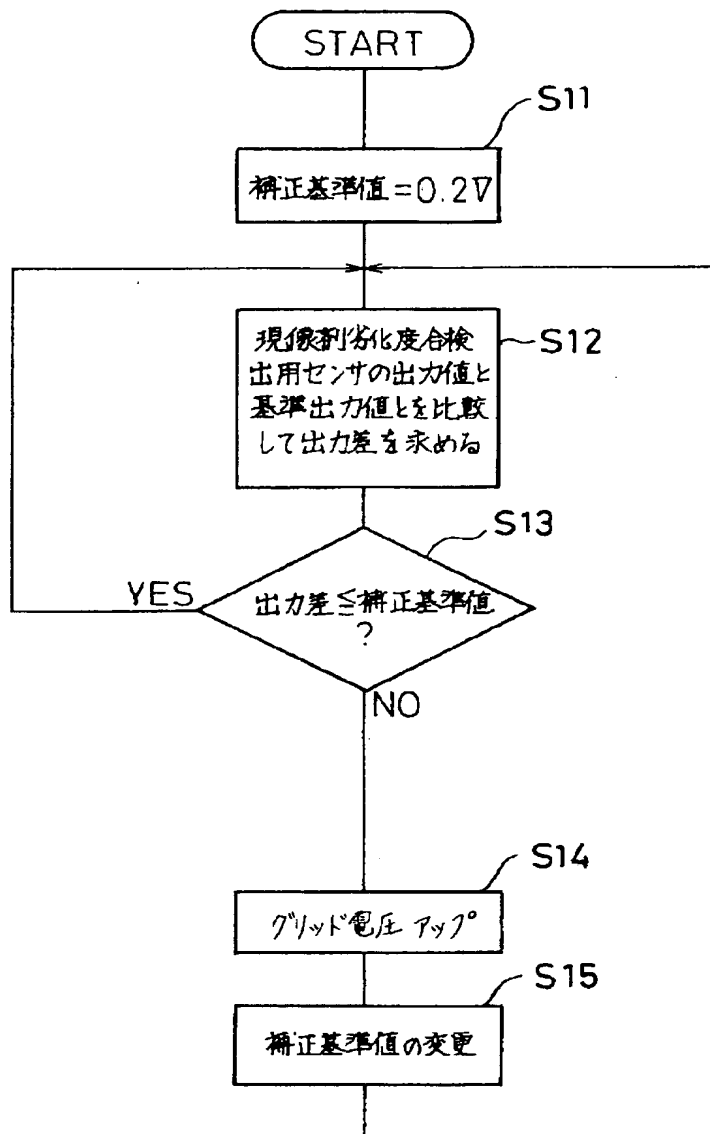 START
S11
補正基準値=0.2V
S12
現像剤劣化度合検
出用センサの出力値と
基準出力値とを比較
して出力差を求める
S13
YES
出力差≦補正基準値
?
NO
S14
グリッド電圧 アップ
S15
補正基準値の変更